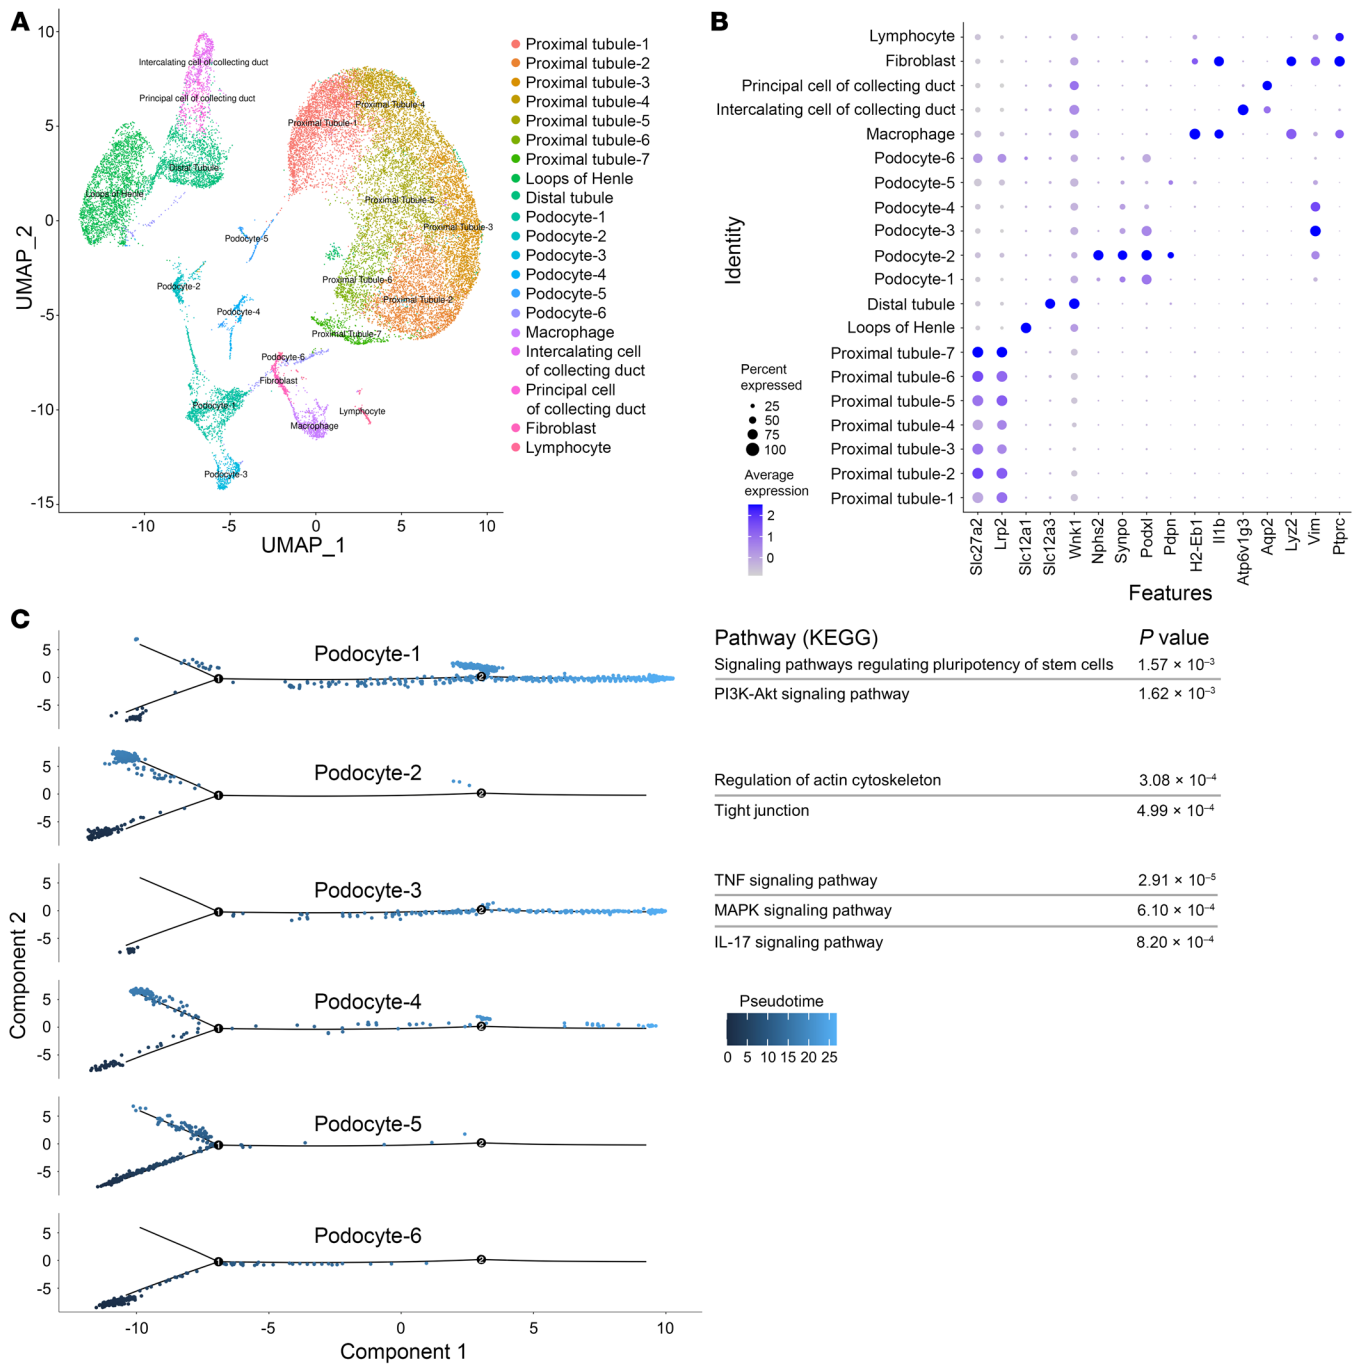 A
10
5
0
-5
-10
-15
UMAP_2
-10
-5
0
5
10
UMAP_1
Intercalating cell of collecting duct
Principal cell of collecting duct
Distal Tubule
Loops of Henle
Proximal Tubule-4
Proximal Tubule-1
Proximal Tubule-5
Proximal Tubule-3
Podocyte-5
Proximal Tubule-6
Podocyte-2
Proximal Tubule-2
Podocyte-4
Proximal Tubule-7
Podocyte-6
Fibroblast
Podocyte-1
Lymphocyte
Macrophage
Podocyte-3
Proximal tubule-1
Proximal tubule-2
Proximal tubule-3
Proximal tubule-4
Proximal tubule-5
Proximal tubule-6
Proximal tubule-7
Loops of Henle
Distal tubule
Podocyte-1
Podocyte-2
Podocyte-3
Podocyte-4
Podocyte-5
Podocyte-6
Macrophage
Intercalating cell
of collecting duct
Principal cell
of collecting duct
Fibroblast
Lymphocyte
B
Identity
Lymphocyte
Fibroblast
Principal cell of collecting duct
Intercalating cell of collecting duct
Macrophage
Podocyte-6
Podocyte-5
Podocyte-4
Podocyte-3
Podocyte-2
Podocyte-1
Distal tubule
Loops of Henle
Proximal tubule-7
Proximal tubule-6
Proximal tubule-5
Proximal tubule-4
Proximal tubule-3
Proximal tubule-2
Proximal tubule-1
Percent
expressed
25
50
75
100
Average
expression
2
1
0
Slc27a2
Lrp2
Slc12a1
Slc12a3
Wnk1
Nphs2
Synpo
Podxl
Pdpn
H2-Eb1
Il1b
Atp6v1g3
Aqp2
Lyz2
Vim
Ptprc
Features
C
Component 2
5
0
-5
Podocyte-1
1
2
5
0
-5
Podocyte-2
1
2
5
0
-5
Podocyte-3
1
2
5
0
-5
Podocyte-4
1
2
5
0
-5
Podocyte-5
1
2
5
0
-5
Podocyte-6
1
2
-10
-5
0
5
10
Component 1
Pathway (KEGG) P value
Signaling pathways regulating pluripotency of stem cells 1.57 × 10⁻³
PI3K-Akt signaling pathway 1.62 × 10⁻³
Regulation of actin cytoskeleton 3.08 × 10⁻⁴
Tight junction 4.99 × 10⁻⁴
TNF signaling pathway 2.91 × 10⁻⁵
MAPK signaling pathway 6.10 × 10⁻⁴
IL-17 signaling pathway 8.20 × 10⁻⁴
Pseudotime
0 5 10 15 20 25